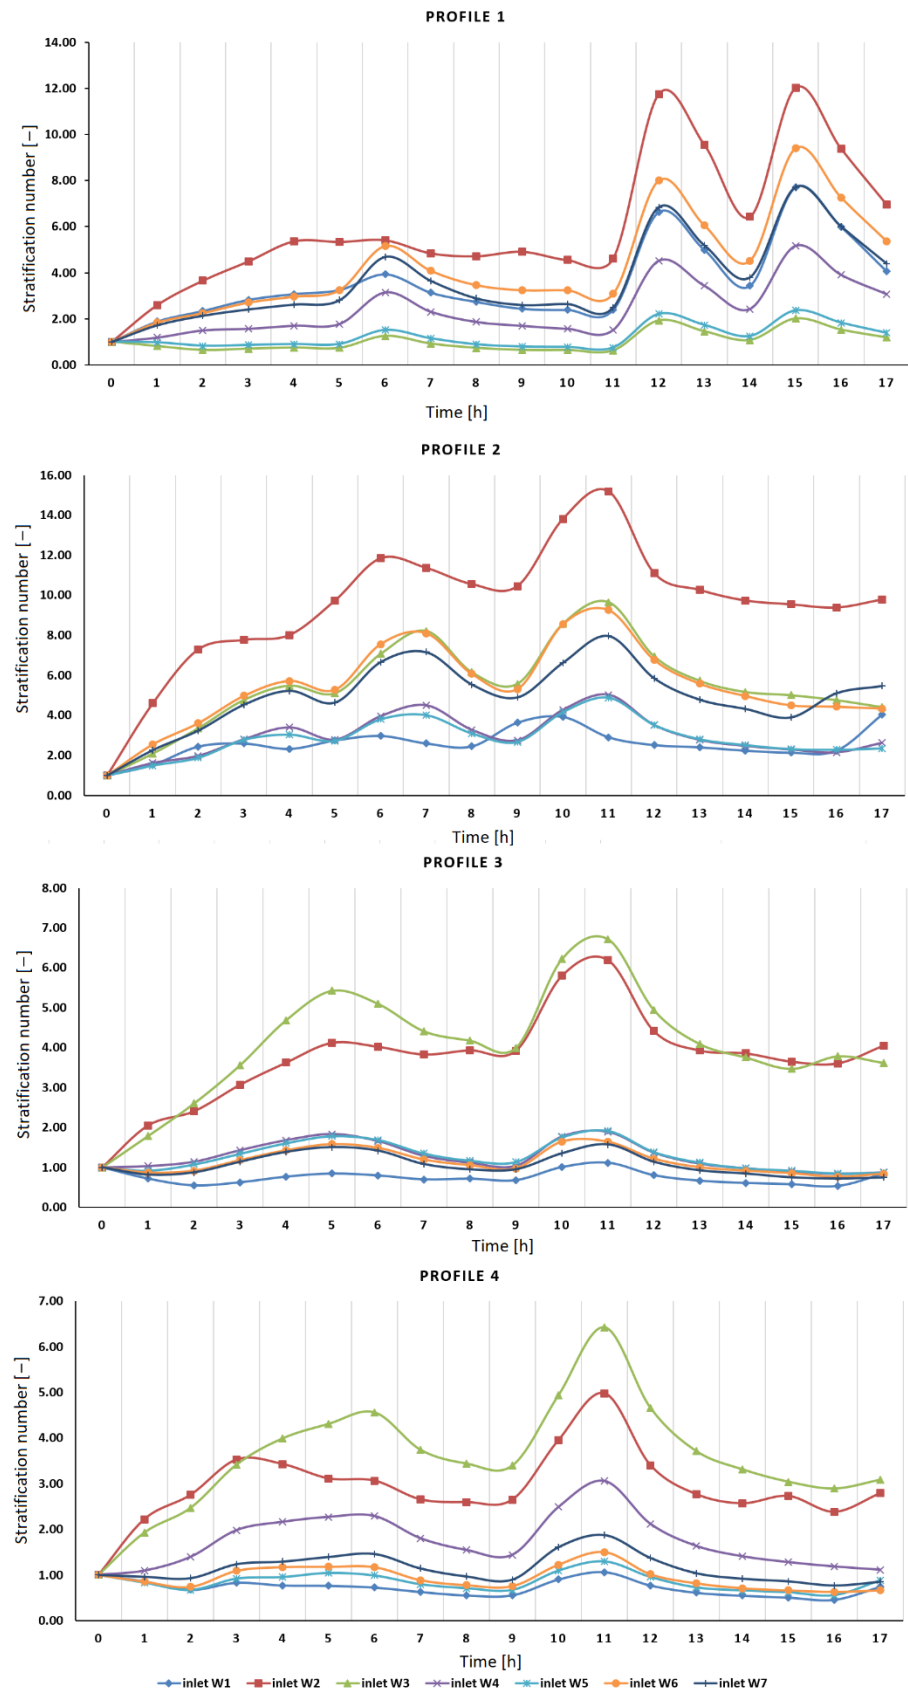 PROFILE 1
Stratification number [−]
14.00
12.00
10.00
8.00
6.00
4.00
2.00
0.00
0 1 2 3 4 5 6 7 8 9 10 11 12 13 14 15 16 17
Time [h]
PROFILE 2
Stratification number [−]
16.00
14.00
12.00
10.00
8.00
6.00
4.00
2.00
0.00
0 1 2 3 4 5 6 7 8 9 10 11 12 13 14 15 16 17
Time [h]
PROFILE 3
Stratification number [−]
8.00
7.00
6.00
5.00
4.00
3.00
2.00
1.00
0.00
0 1 2 3 4 5 6 7 8 9 10 11 12 13 14 15 16 17
Time [h]
PROFILE 4
Stratification number [−]
7.00
6.00
5.00
4.00
3.00
2.00
1.00
0.00
0 1 2 3 4 5 6 7 8 9 10 11 12 13 14 15 16 17
Time [h]
inlet W1 inlet W2 inlet W3 inlet W4 inlet W5 inlet W6 inlet W7